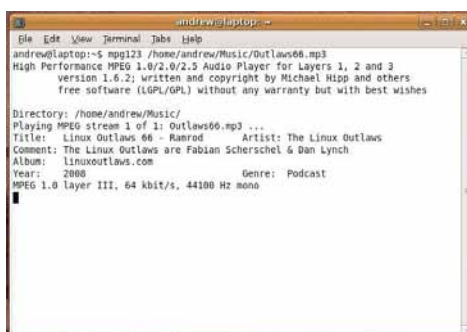 andrew@laptop: ~
File Edit View Terminal Tabs Help
andrew@laptop:~$ mpg123 /home/andrew/Music/Outlaws66.mp3
High Performance MPEG 1.0/2.0/2.5 Audio Player for Layers 1, 2 and 3
version 1.6.2; written and copyright by Michael Hipp and others
free software (LGPL/GPL) without any warranty but with best wishes
Directory: /home/andrew/Music/
Playing MPEG stream 1 of 1: Outlaws66.mp3 ...
Title: Linux Outlaws 66 - Ramrod Artist: The Linux Outlaws
Comment: The Linux Outlaws are Fabian Scherschel & Dan Lynch
Album: linuxoutlaws.com
Year: 2008 Genre: Podcast
MPEG 1.0 layer III, 64 kbit/s, 44100 Hz mono